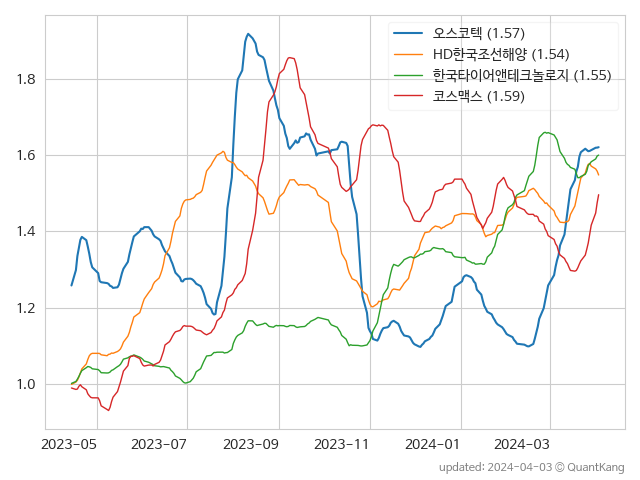 오스코텍 (1.57)
HD한국조선해양 (1.54)
한국타이어앤테크놀로지 (1.55)
코스맥스 (1.59)
1.8
1.6
1.4
1.2
1.0
2023-05 2023-07 2023-09 2023-11 2024-01 2024-03
updated: 2024-04-03 © QuantKang